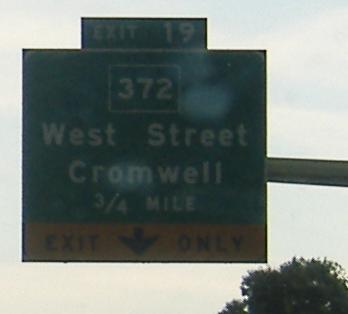 EXIT 19
372
West Street
Cromwell
3/4 MILE
EXIT ONLY